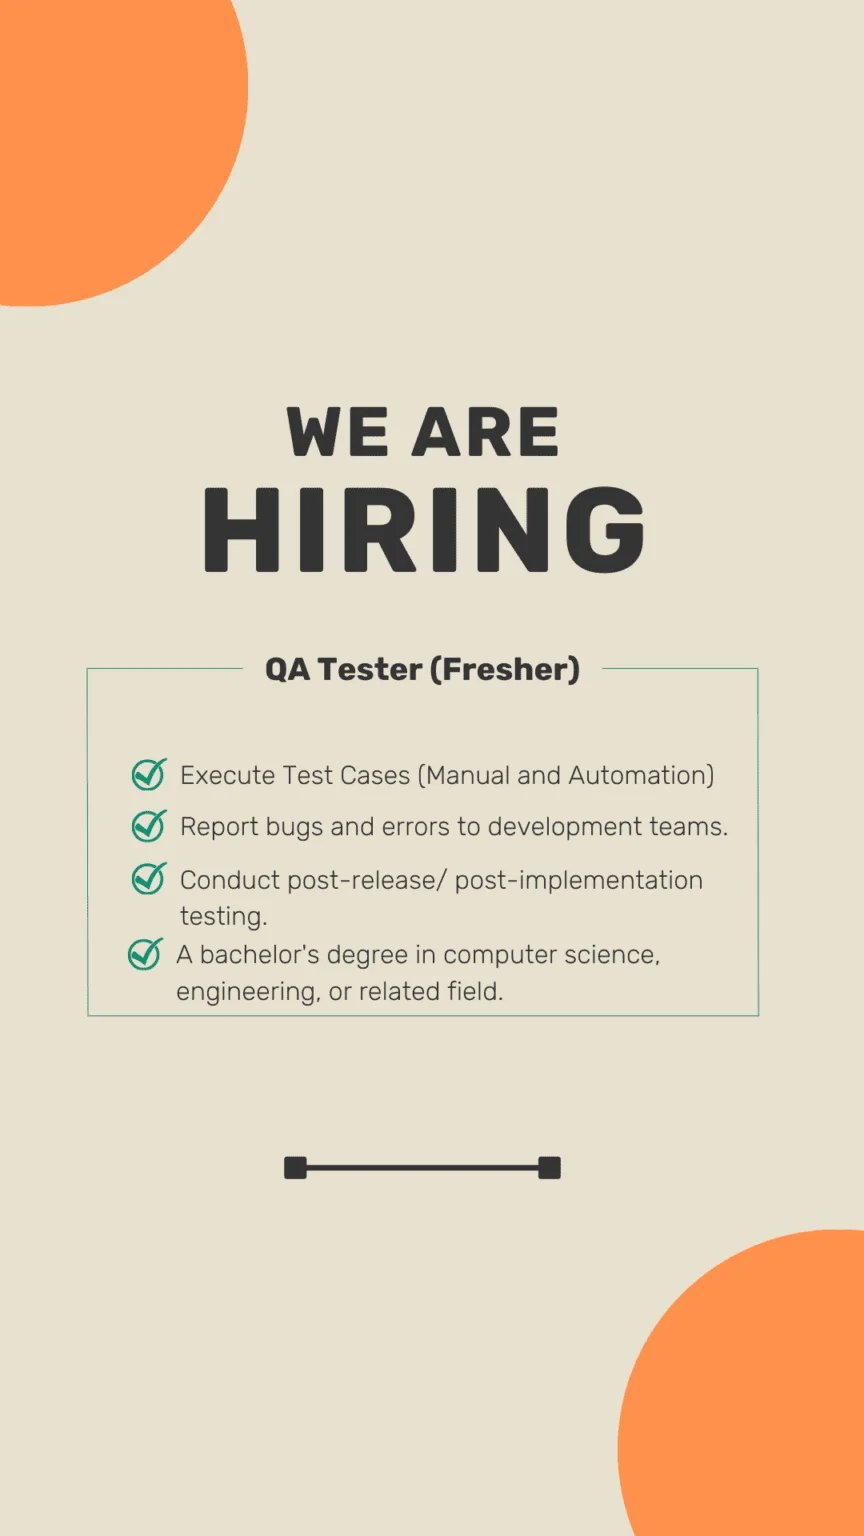 WE ARE
HIRING
QA Tester (Fresher)
Execute Test Cases (Manual and Automation)
Report bugs and errors to development teams.
Conduct post-release/ post-implementation
testing.
A bachelor's degree in computer science,
engineering, or related field.